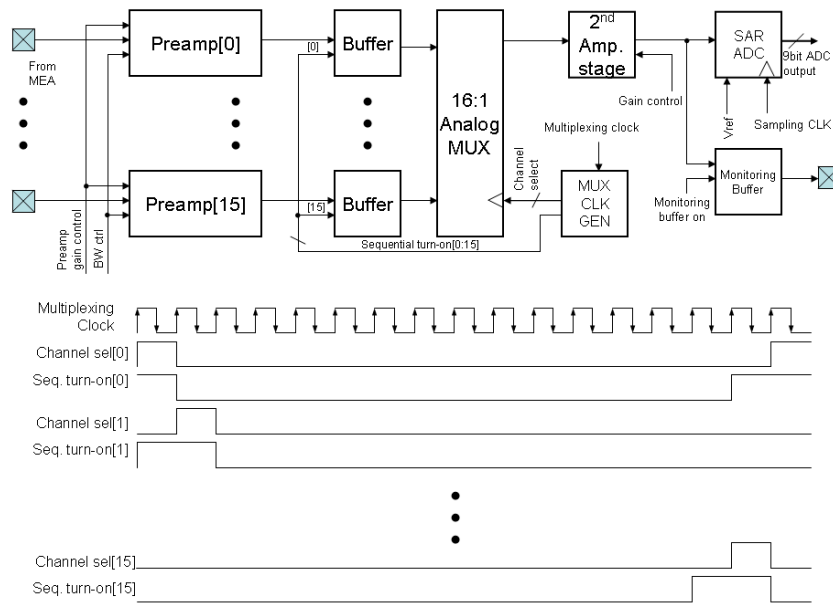 From
MEA
Preamp[0]
[0]
Buffer
16:1
Analog
MUX
2nd
Amp.
stage
Gain control
SAR
ADC
9bit ADC
output
Vref
Sampling CLK
Multiplexing clock
Channel
select
MUX
CLK
GEN
Monitoring
Buffer
Monitoring
buffer on
Preamp[15]
[15]
Buffer
Sequential turn-on[0:15]
Preamp
gain control
BW ctrl
Multiplexing
Clock
Channel sel[0]
Seq. turn-on[0]
Channel sel[1]
Seq. turn-on[1]
Channel sel[15]
Seq. turn-on[15]